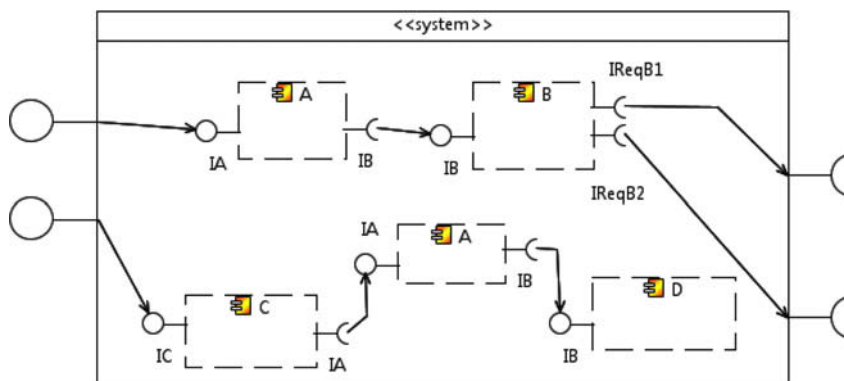 <<system>>
IReqB1
A
B
IA
IB
IB
IReqB2
IA
A
IB
D
C
IC
IA
IB